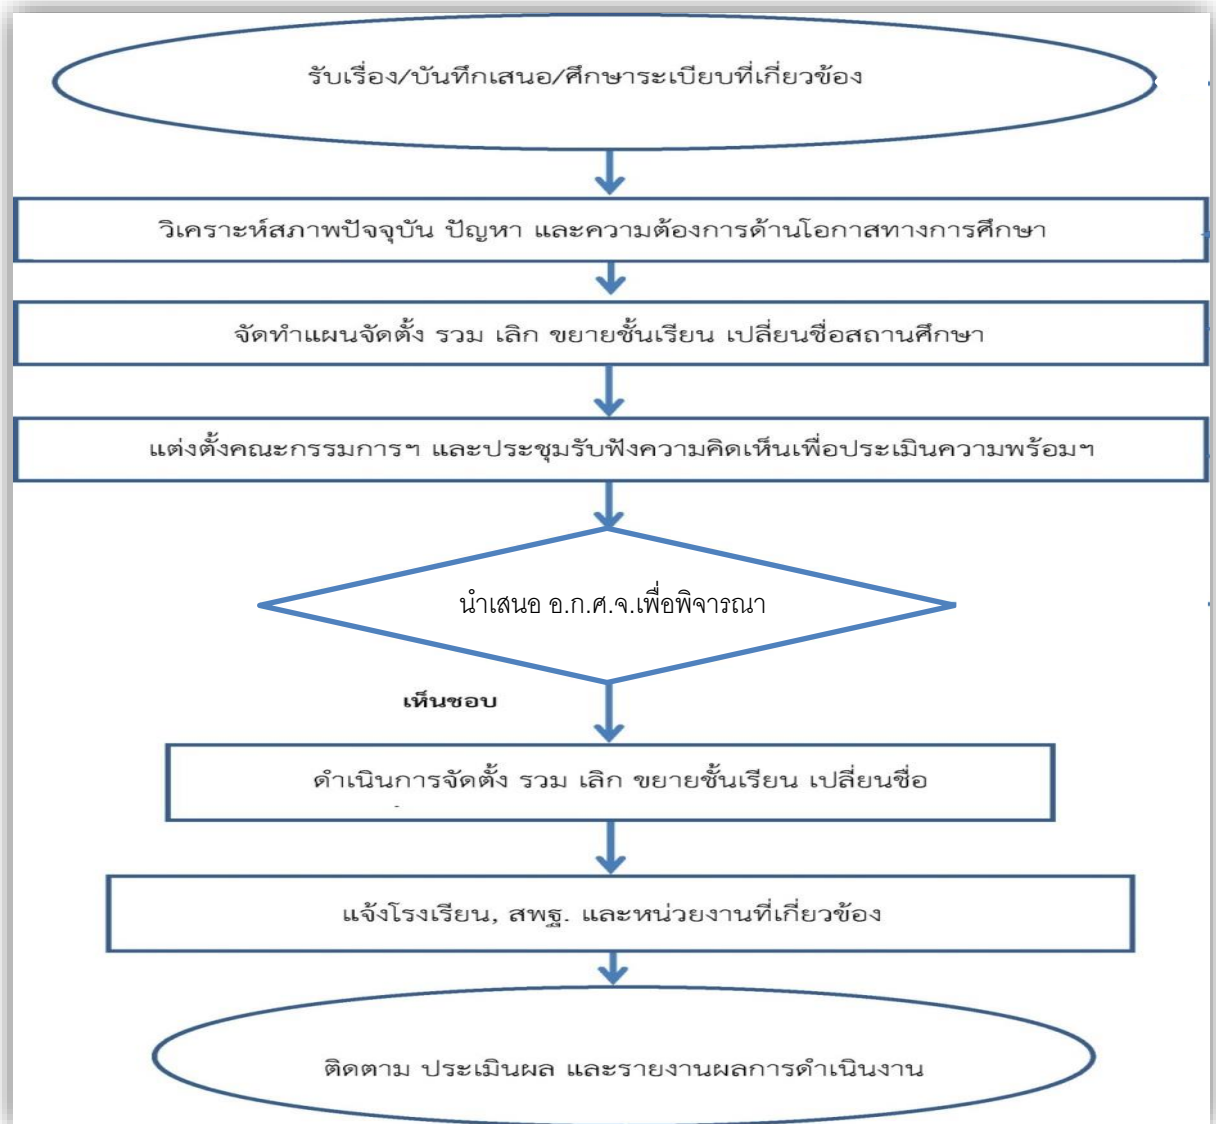 รับเรื่อง/บันทึกเสนอ/ศึกษาระเบียบที่เกี่ยวข้อง
วิเคราะห์สภาพปัจจุบัน ปัญหา และความต้องการด้านโอกาสทางการศึกษา
จัดทำแผนจัดตั้ง รวม เลิก ขยายชั้นเรียน เปลี่ยนชื่อสถานศึกษา
แต่งตั้งคณะกรรมการฯ และประชุมรับฟังความคิดเห็นเพื่อประเมินความพร้อมฯ
นำเสนอ อ.ก.ศ.จ.เพื่อพิจารณา
เห็นชอบ
ดำเนินการจัดตั้ง รวม เลิก ขยายชั้นเรียน เปลี่ยนชื่อ
แจ้งโรงเรียน, สพฐ. และหน่วยงานที่เกี่ยวข้อง
ติดตาม ประเมินผล และรายงานผลการดำเนินงาน